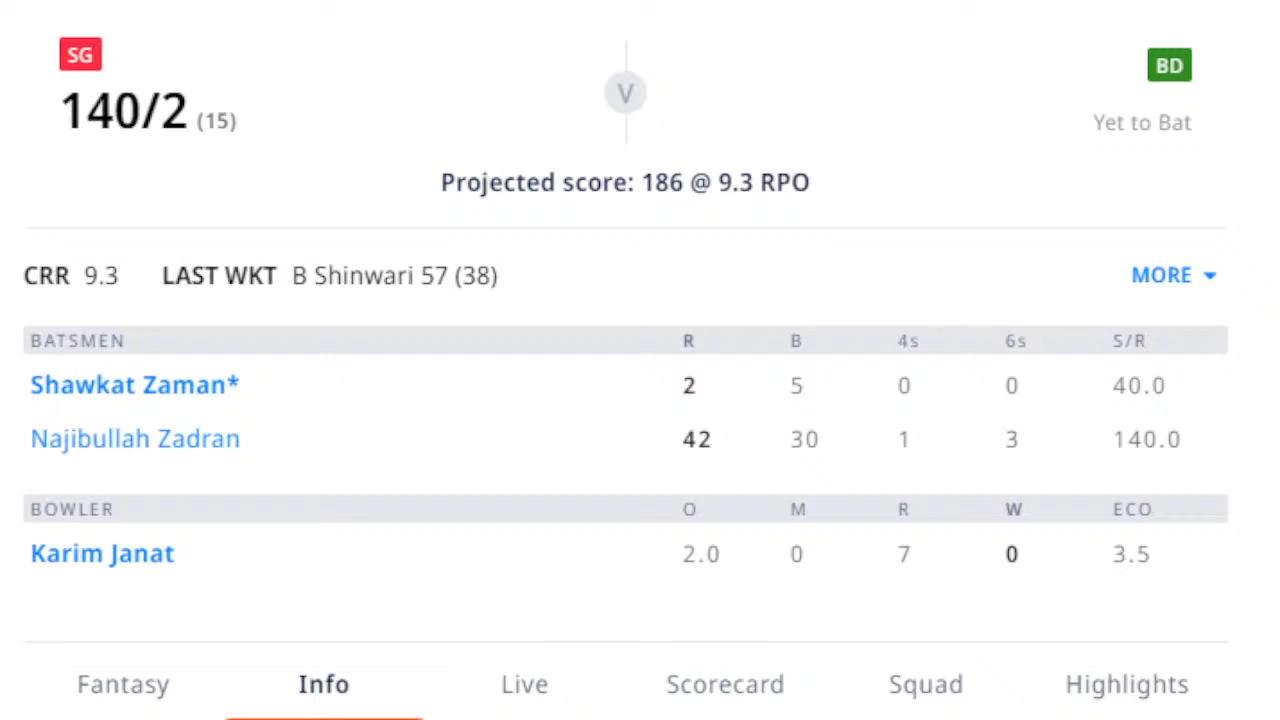 SG
140/2 (15)
V
BD
Yet to Bat
Projected score: 186 @ 9.3 RPO
CRR 9.3 LAST WKT B Shinwari 57 (38) MORE
BATSMEN R B 4s 6s S/R
Shawkat Zaman* 2 5 0 0 40.0
Najibullah Zadran 42 30 1 3 140.0
BOWLER O M R W ECO
Karim Janat 2.0 0 7 0 3.5
Fantasy Info Live Scorecard Squad Highlights